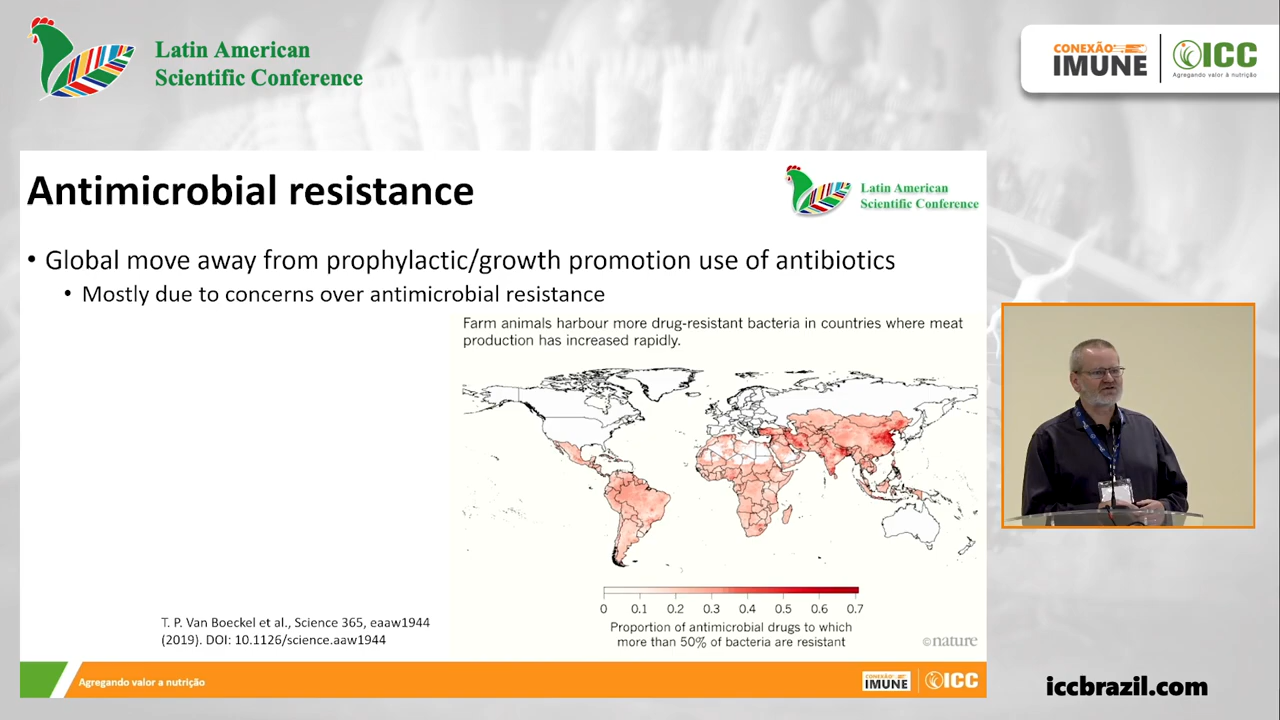 Latin American
Scientific Conference
CONEXÃO
IMUNE
ICC
Agregando valor à nutrição
Antimicrobial resistance
Latin American
Scientific Conference
• Global move away from prophylactic/growth promotion use of antibiotics
• Mostly due to concerns over antimicrobial resistance
Farm animals harbour more drug-resistant bacteria in countries where meat
production has increased rapidly.
0 0.1 0.2 0.3 0.4 0.5 0.6 0.7
Proportion of antimicrobial drugs to which
more than 50% of bacteria are resistant
©nature
T. P. Van Boeckel et al., Science 365, eaaw1944
(2019). DOI: 10.1126/science.aaw1944
Agregando valor a nutrição
CONEXÃO
IMUNE
ICC
iccbrazil.com